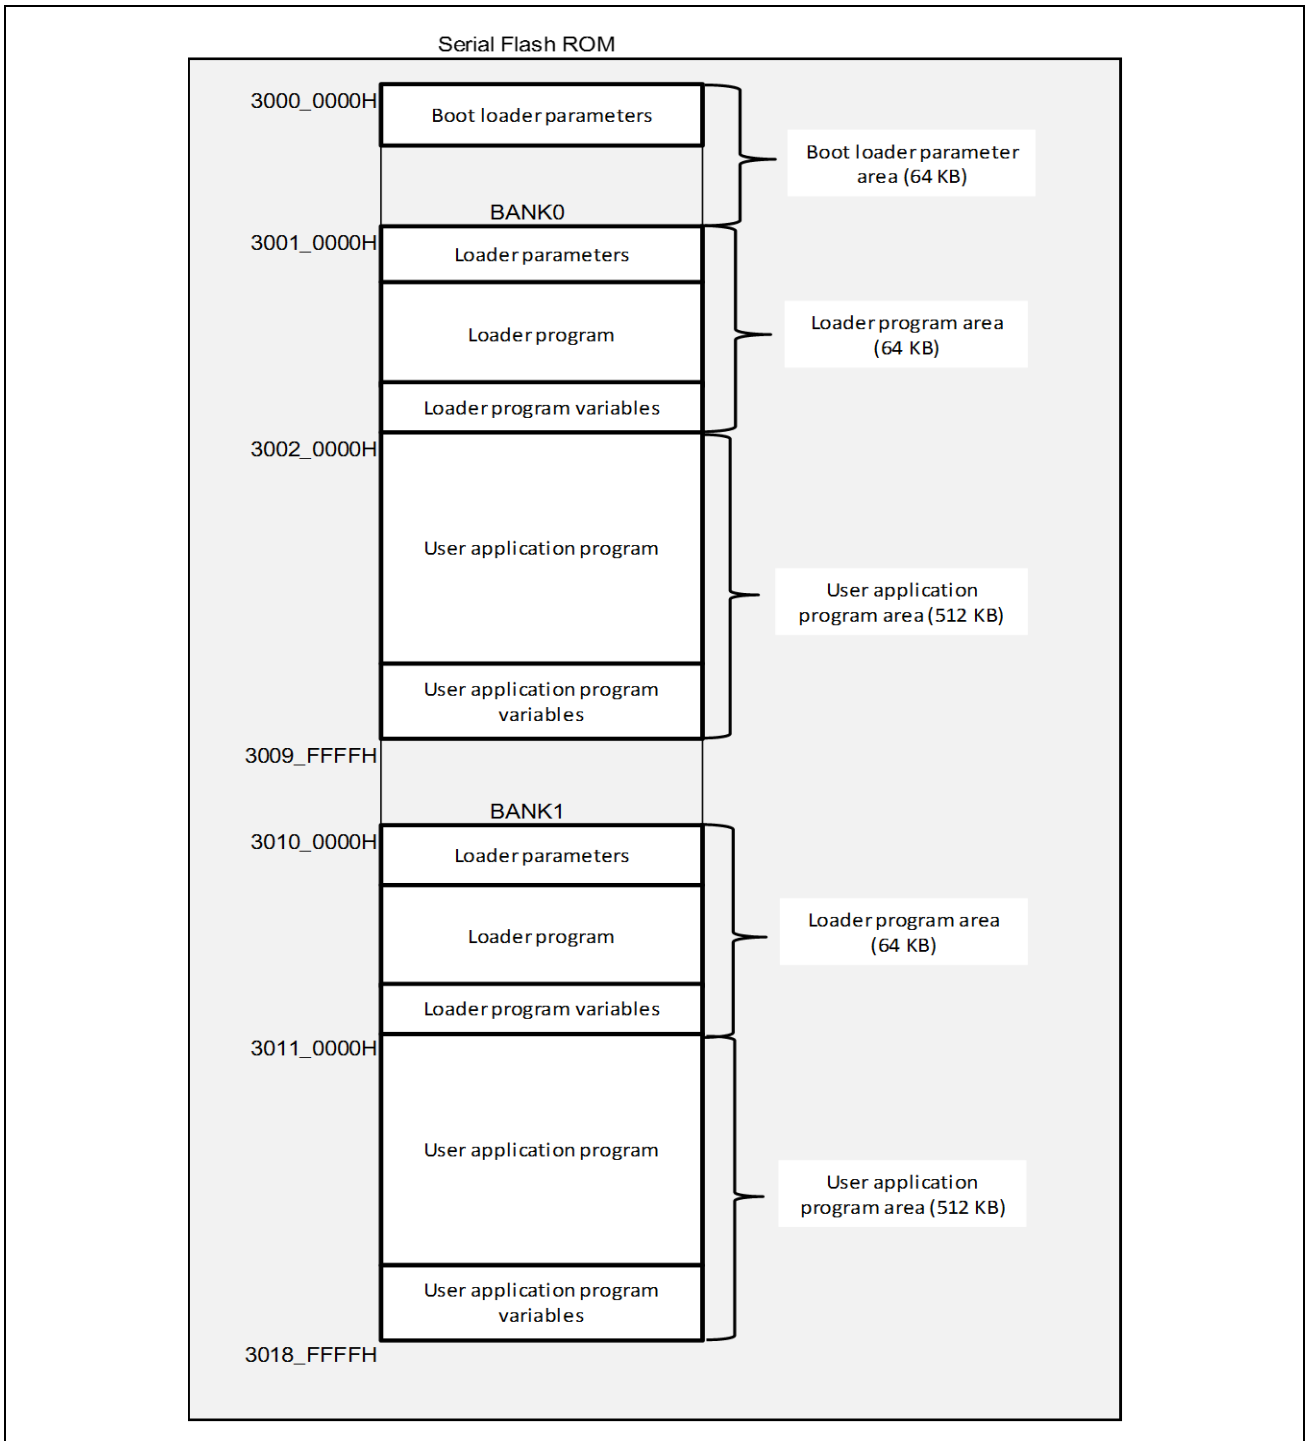 Serial Flash ROM
3000_0000H
Boot loader parameters
Boot loader parameter
area (64 KB)
BANK0
3001_0000H
Loader parameters
Loader program
Loader program area
(64 KB)
Loader program variables
3002_0000H
User application program
User application
program area (512 KB)
User application program
variables
3009_FFFFH
BANK1
3010_0000H
Loader parameters
Loader program
Loader program area
(64 KB)
Loader program variables
3011_0000H
User application program
User application
program area (512 KB)
User application program
variables
3018_FFFFH